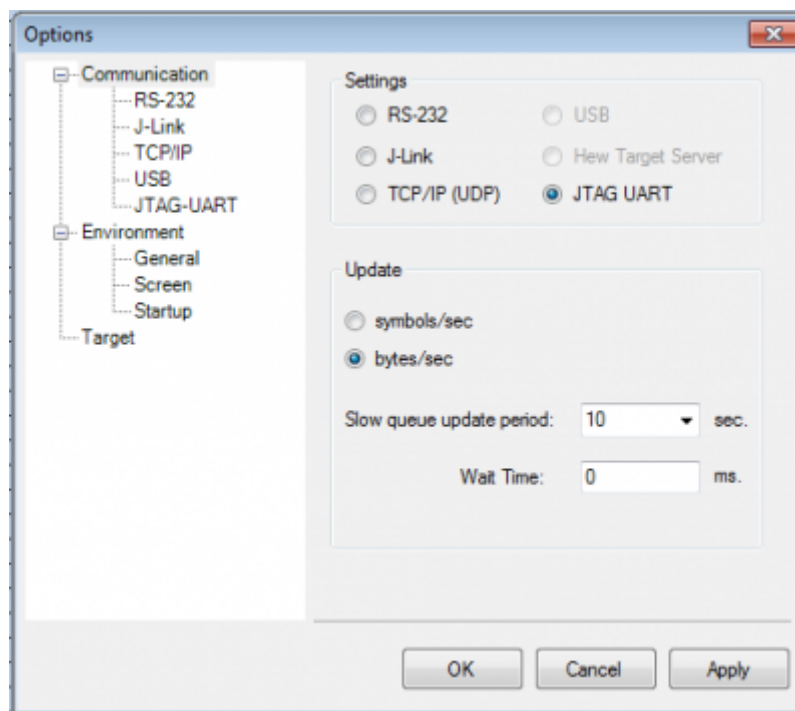 Options
Communication
RS-232
J-Link
TCP/IP
USB
JTAG-UART
Environment
General
Screen
Startup
Target
Settings
RS-232 USB
J-Link Hew Target Server
TCP/IP (UDP) JTAG UART
Update
symbols/sec
bytes/sec
Slow queue update period: 10 sec.
Wait Time: 0 ms.
OK Cancel Apply